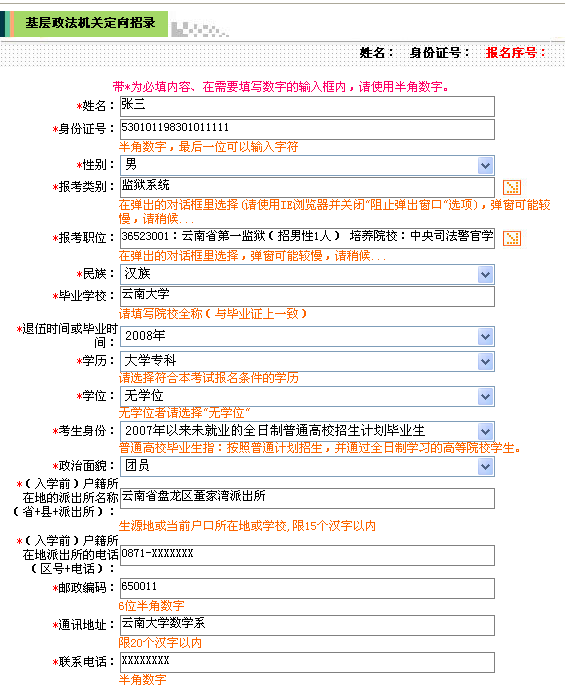 基层政法机关定向招录
姓名： 身份证号： 报名序号：
带*为必填内容、在需要填写数字的输入框内，请使用半角数字。
*姓名： 张三
*身份证号： 530101198301011111
半角数字，最后一位可以输入字符
*性别： 男
*报考类别： 监狱系统
在弹出的对话框里选择(请使用IE浏览器并关闭"阻止弹出窗口"选项)，弹窗可能较
慢，请稍候...
*报考职位： 36523001：云南省第一监狱（招男性1人） 培养院校：中央司法警官学
在弹出的对话框里选择，弹窗可能较慢，请稍候...
*民族： 汉族
*毕业学校： 云南大学
请填写院校全称（与毕业证上一致）
*退伍时间或毕业时
间： 2008年
*学历： 大学专科
请选择符合本考试报名条件的学历
*学位： 无学位
无学位者请选择"无学位"
*考生身份： 2007年以来未就业的全日制普通高校招生计划毕业生
普通高校毕业生指：按照普通计划招生，并通过全日制学习的高等院校学生。
*政治面貌： 团员
*（入学前）户籍所
在地的派出所名称 云南省盘龙区董家湾派出所
（省+县+派出所）：
生源地或当前户口所在地或学校,限15个汉字以内
*（入学前）户籍所
在地派出所的电话 0871-XXXXXXX
（区号+电话）：
*邮政编码： 650011
6位半角数字
*通讯地址： 云南大学数学系
限20个汉字以内
*联系电话： XXXXXXXX
半角数字